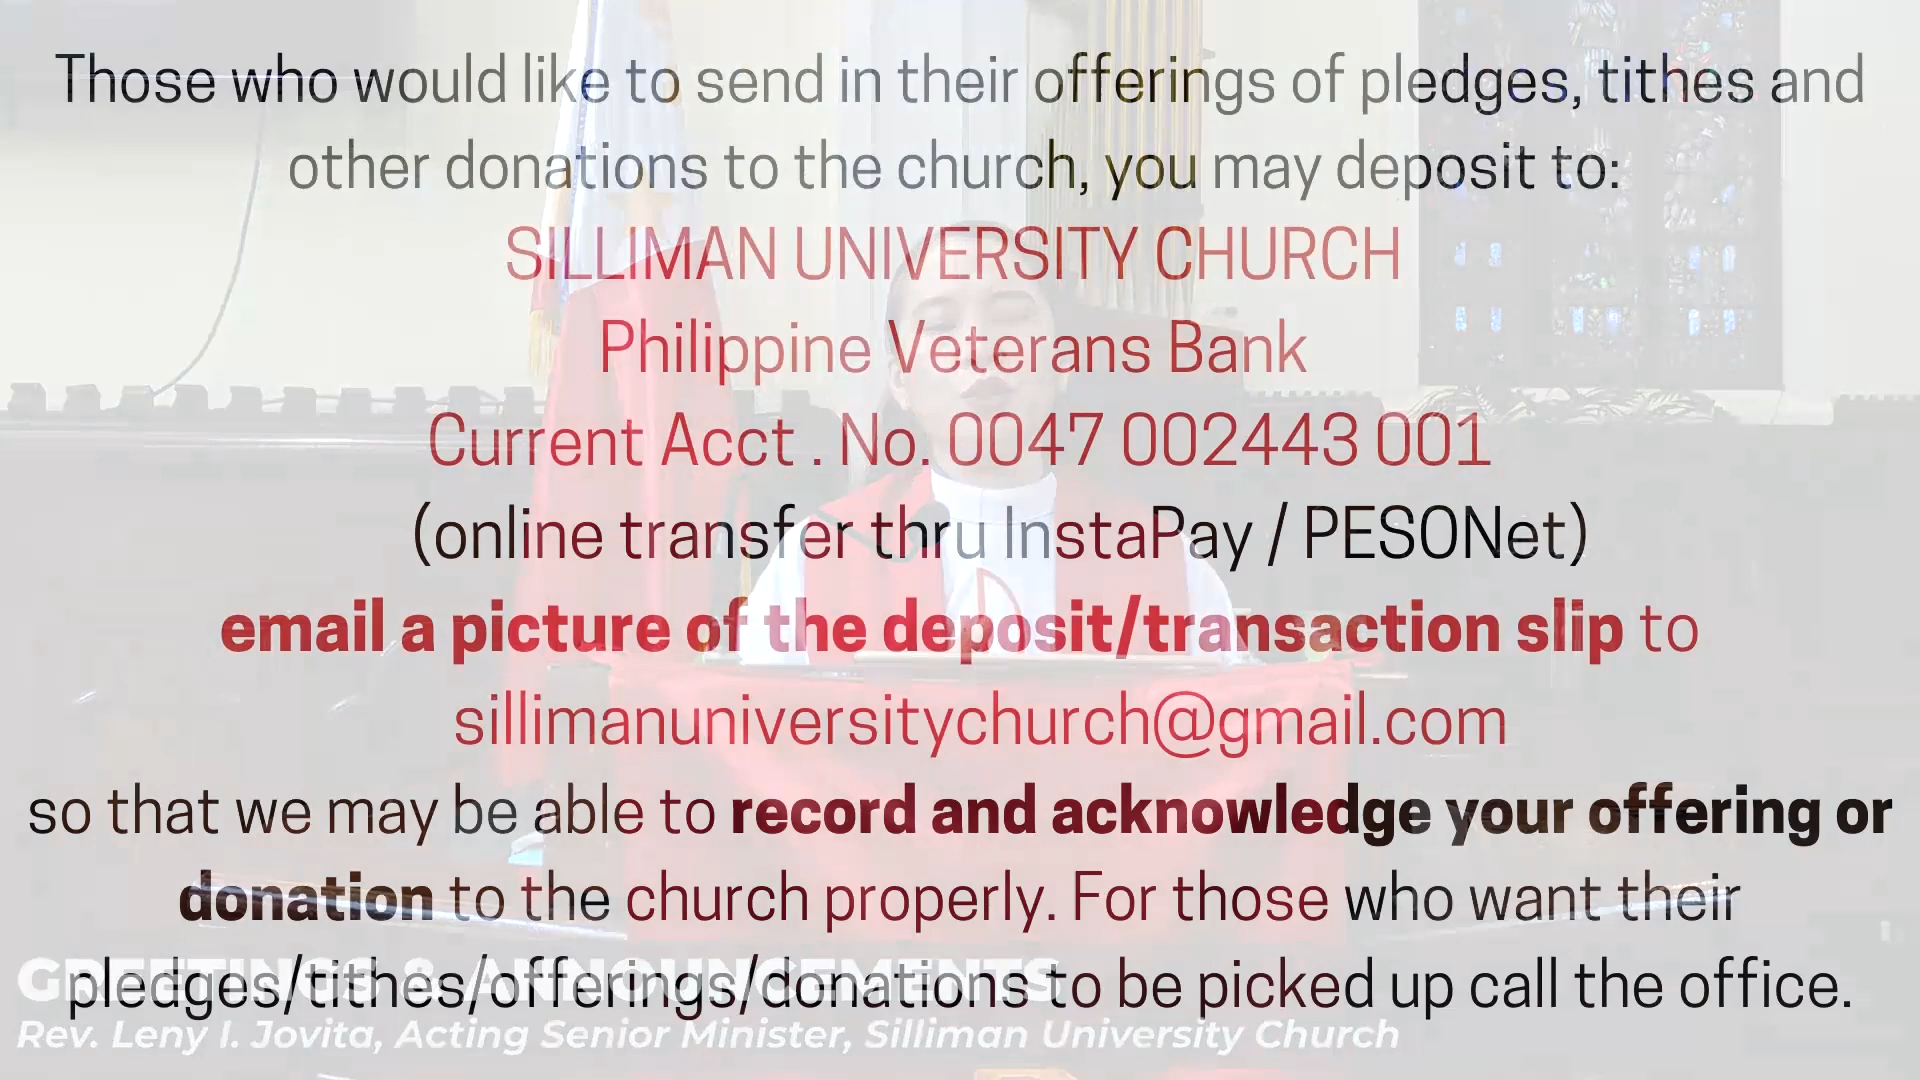 Those who would like to send in their offerings of pledges, tithes and
other donations to the church, you may deposit to:
SILLIMAN UNIVERSITY CHURCH
Philippine Veterans Bank
Current Acct . No. 0047 002443 001
(online transfer thru InstaPay / PESONet)
email a picture of the deposit/transaction slip to
sillimanuniversitychurch@gmail.com
so that we may be able to record and acknowledge your offering or
donation to the church properly. For those who want their
pledges/tithes/offerings/donations to be picked up call the office.
GREETINGS & ANNOUNCEMENTS
Rev. Leny I. Jovita, Acting Senior Minister, Silliman University Church